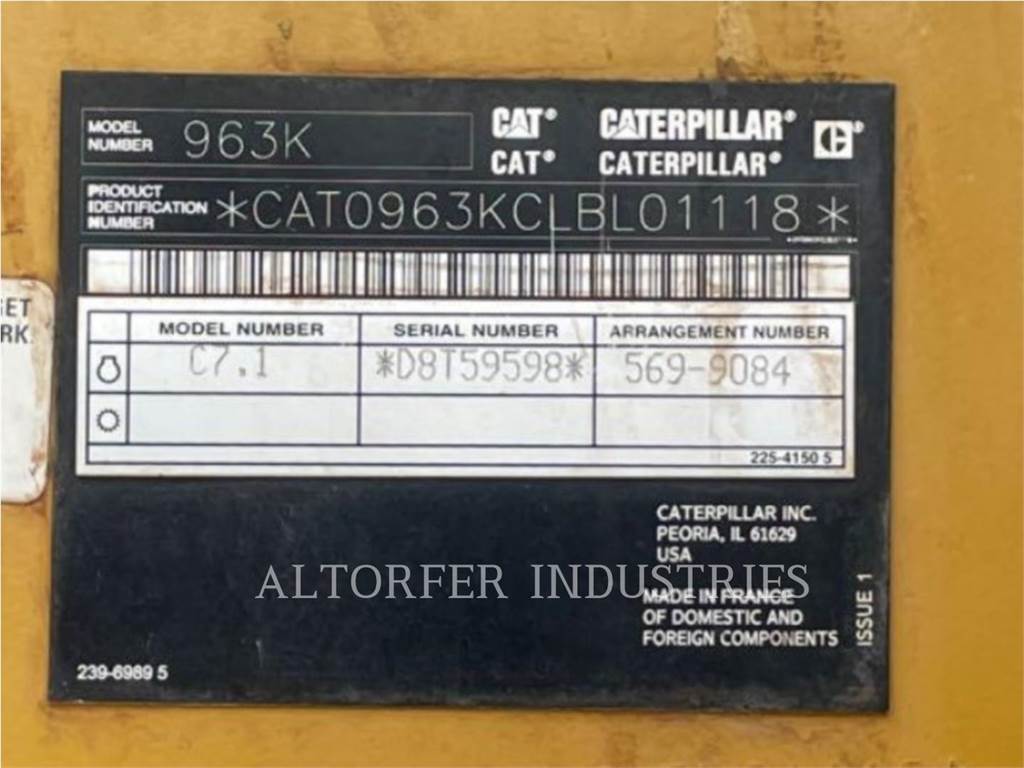 MODEL NUMBER 963K
CAT® CATERPILLAR®
CAT® CATERPILLAR®
PRODUCT IDENTIFICATION NUMBER *CAT0963KCLBL01118*
ET
RK
MODEL NUMBER SERIAL NUMBER ARRANGEMENT NUMBER
C7.1 *D8T59598* 569-9084
225-4150 5
CATERPILLAR INC.
PEORIA, IL 61629
USA
ALTORFER INDUSTRIES
MADE IN FRANCE
OF DOMESTIC AND
FOREIGN COMPONENTS
ISSUE 1
239-6989 5